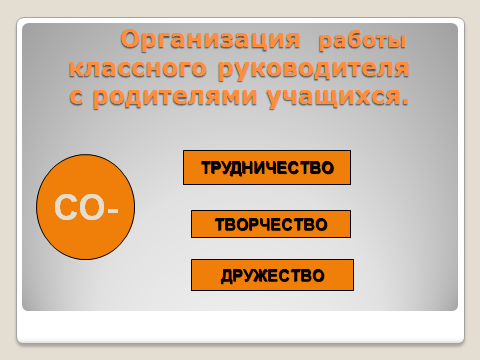 Организация работы
классного руководителя
с родителями учащихся.
СО-
ТРУДНИЧЕСТВО
ТВОРЧЕСТВО
ДРУЖЕСТВО